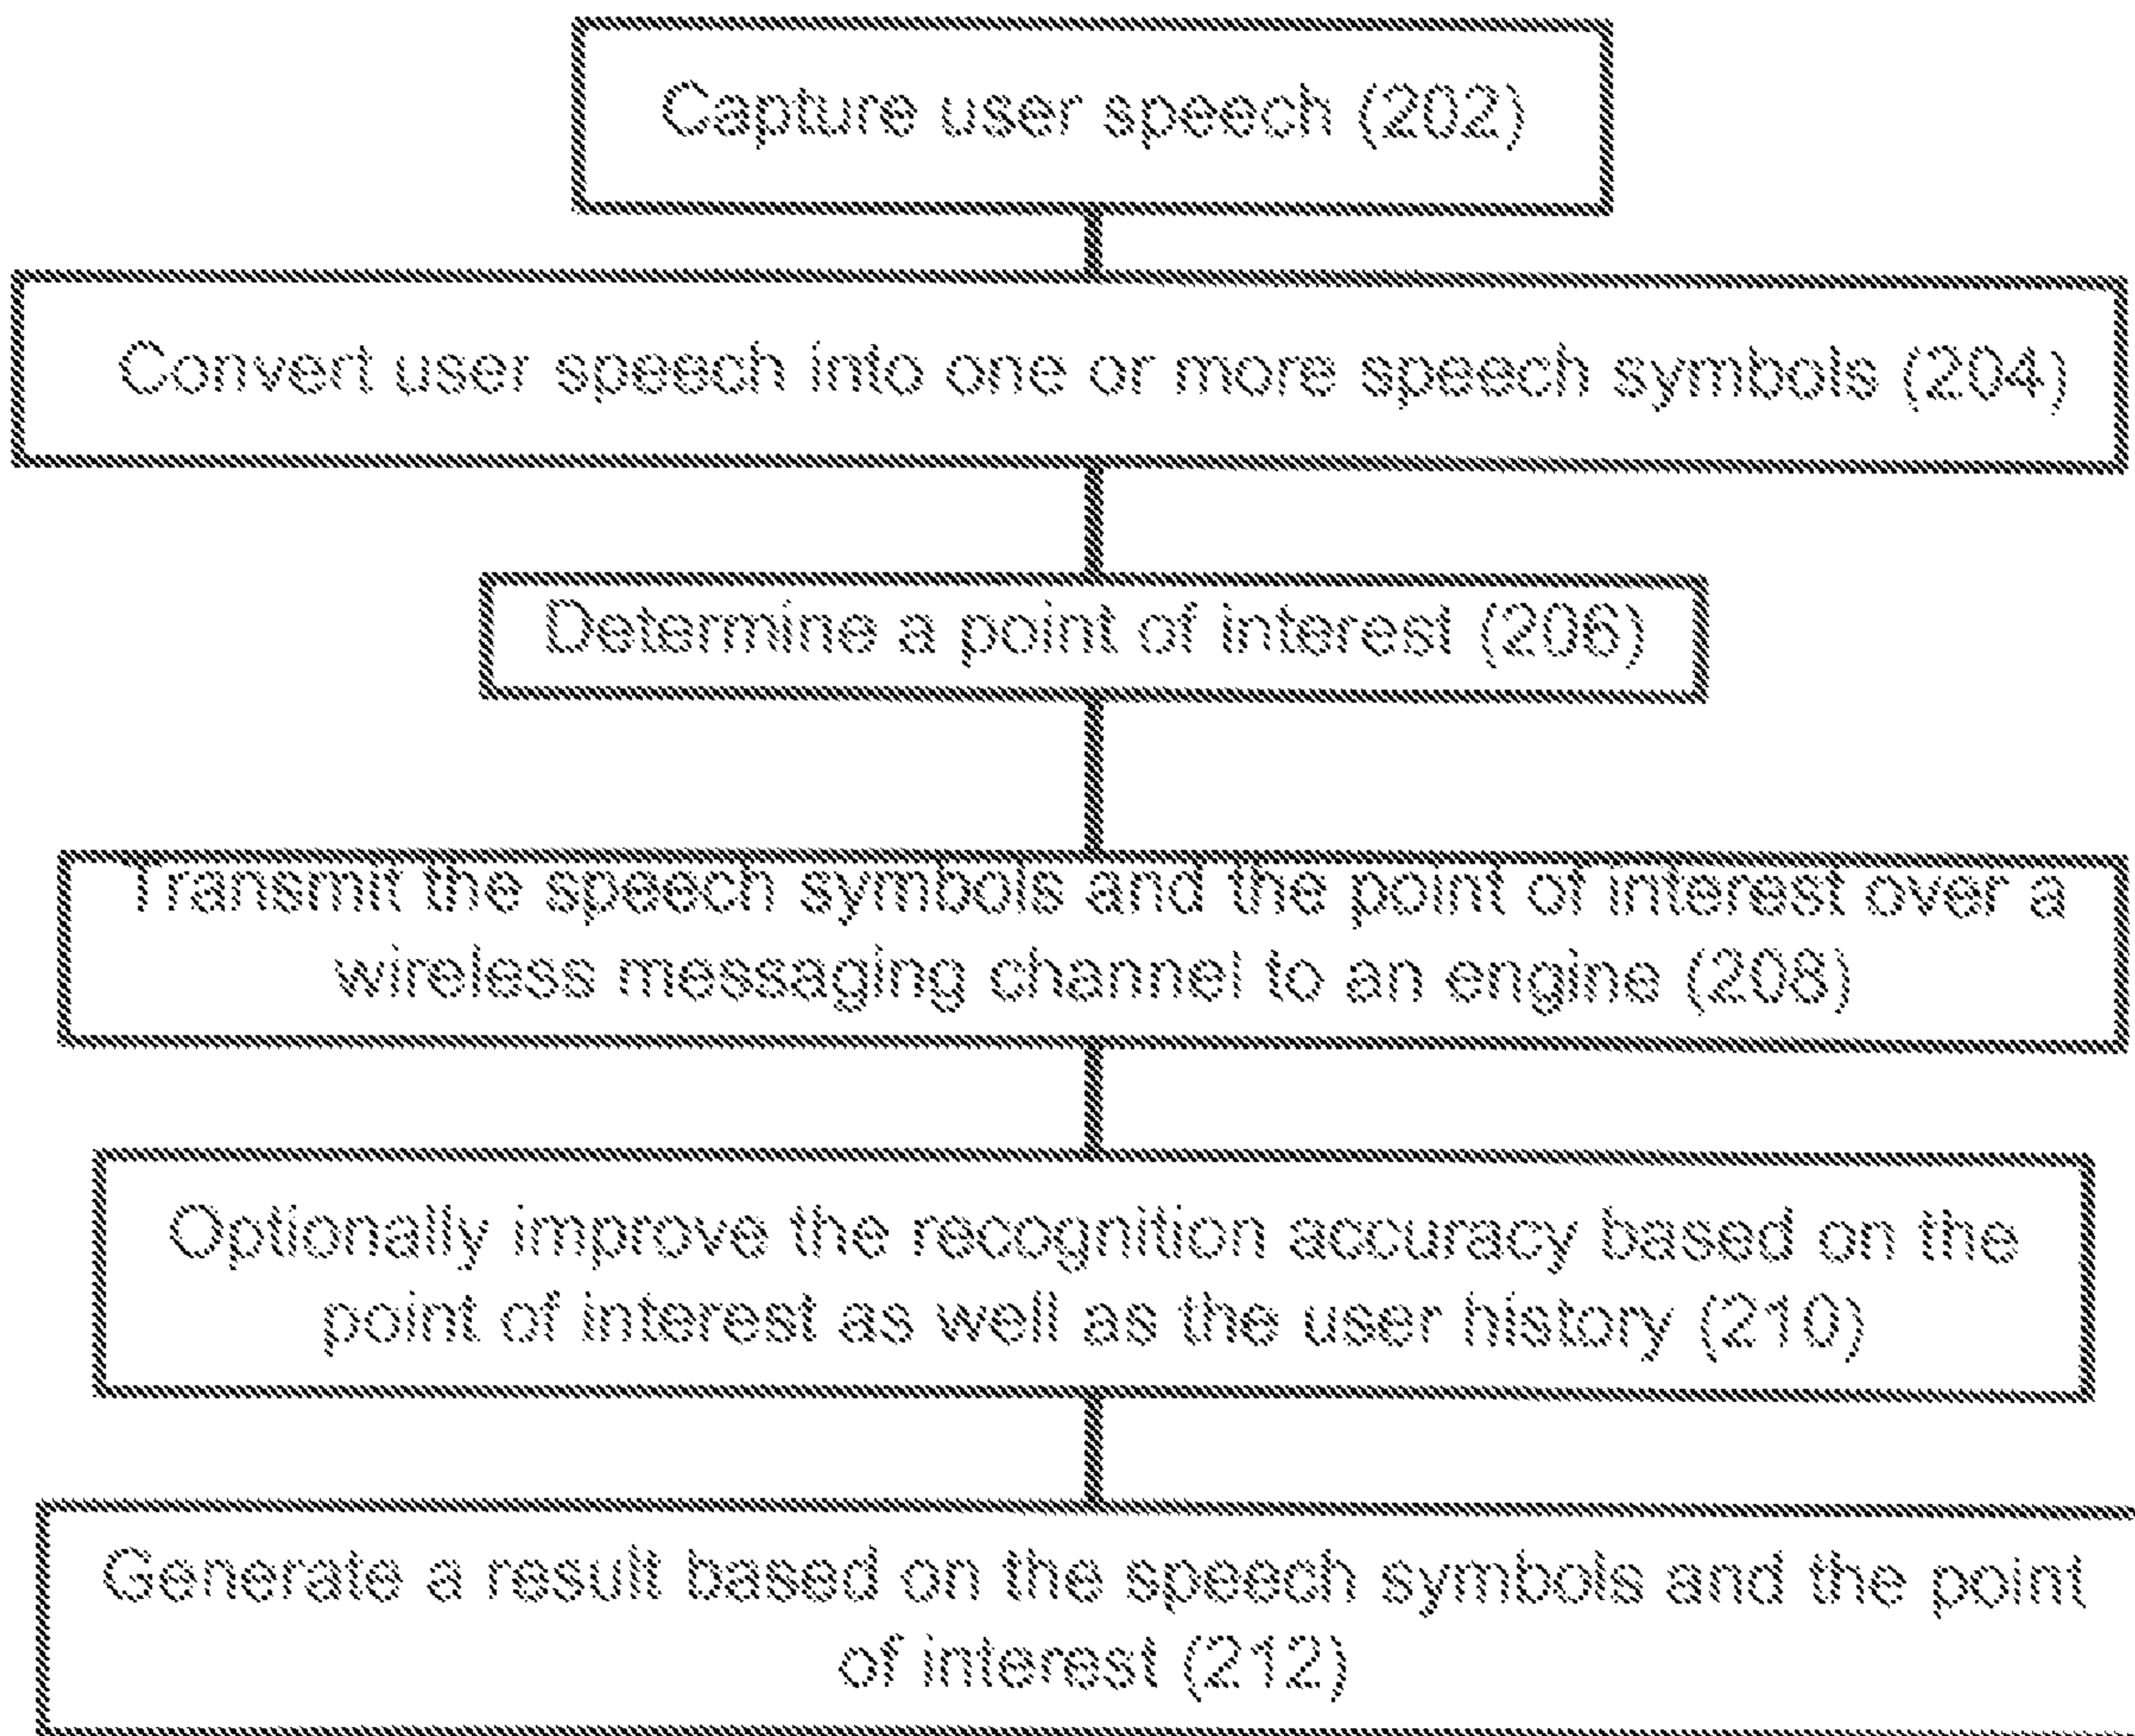 Capture user speech (202)
Convert user speech into one or more speech symbols (204)
Determine a point of interest (206)
Transmit the speech symbols and the point of interest over a
wireless messaging channel to an engine (208)
Optionally improve the recognition accuracy based on the
point of interest as well as the user history (210)
Generate a result based on the speech symbols and the point
of interest (212)